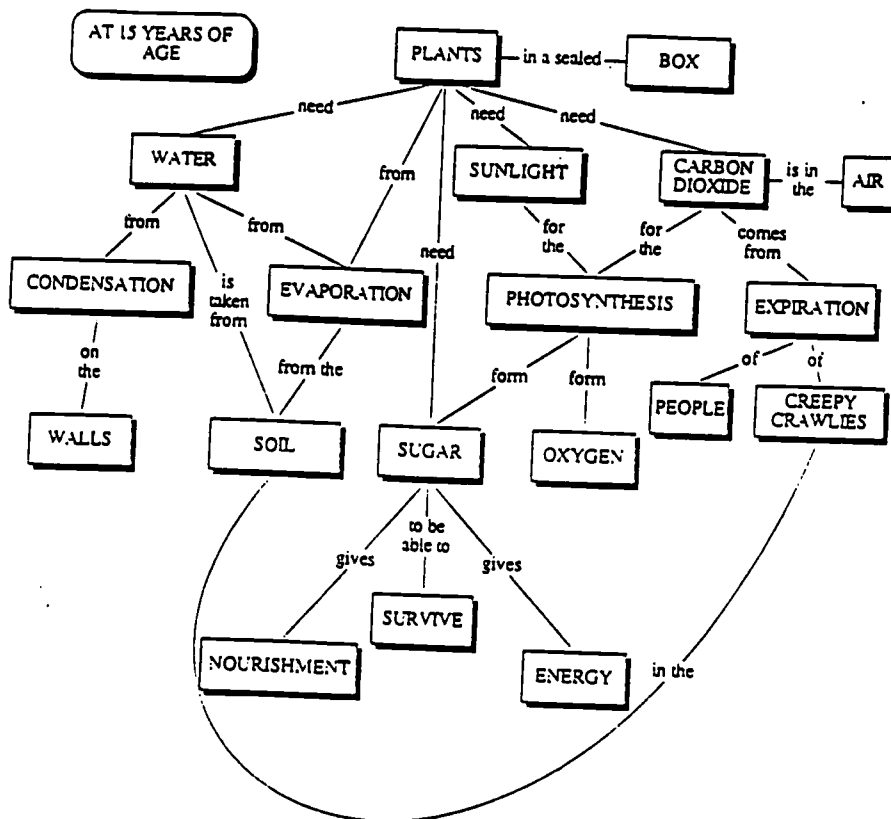 AT 15 YEARS OF
AGE
PLANTS
in a sealed
BOX
need
need
need
WATER
from
SUNLIGHT
CARBON
DIOXIDE
is in
the
AIR
from
from
need
for
the
for
the
comes
from
CONDENSATION
is
taken
from
EVAPORATION
PHOTOSYNTHESIS
EXPIRATION
on
the
from the
form
form
of
of
WALLS
SOIL
SUGAR
OXYGEN
PEOPLE
CREEPY
CRAWLIES
gives
to be
able to
gives
NOURISHMENT
SURVIVE
ENERGY
in the